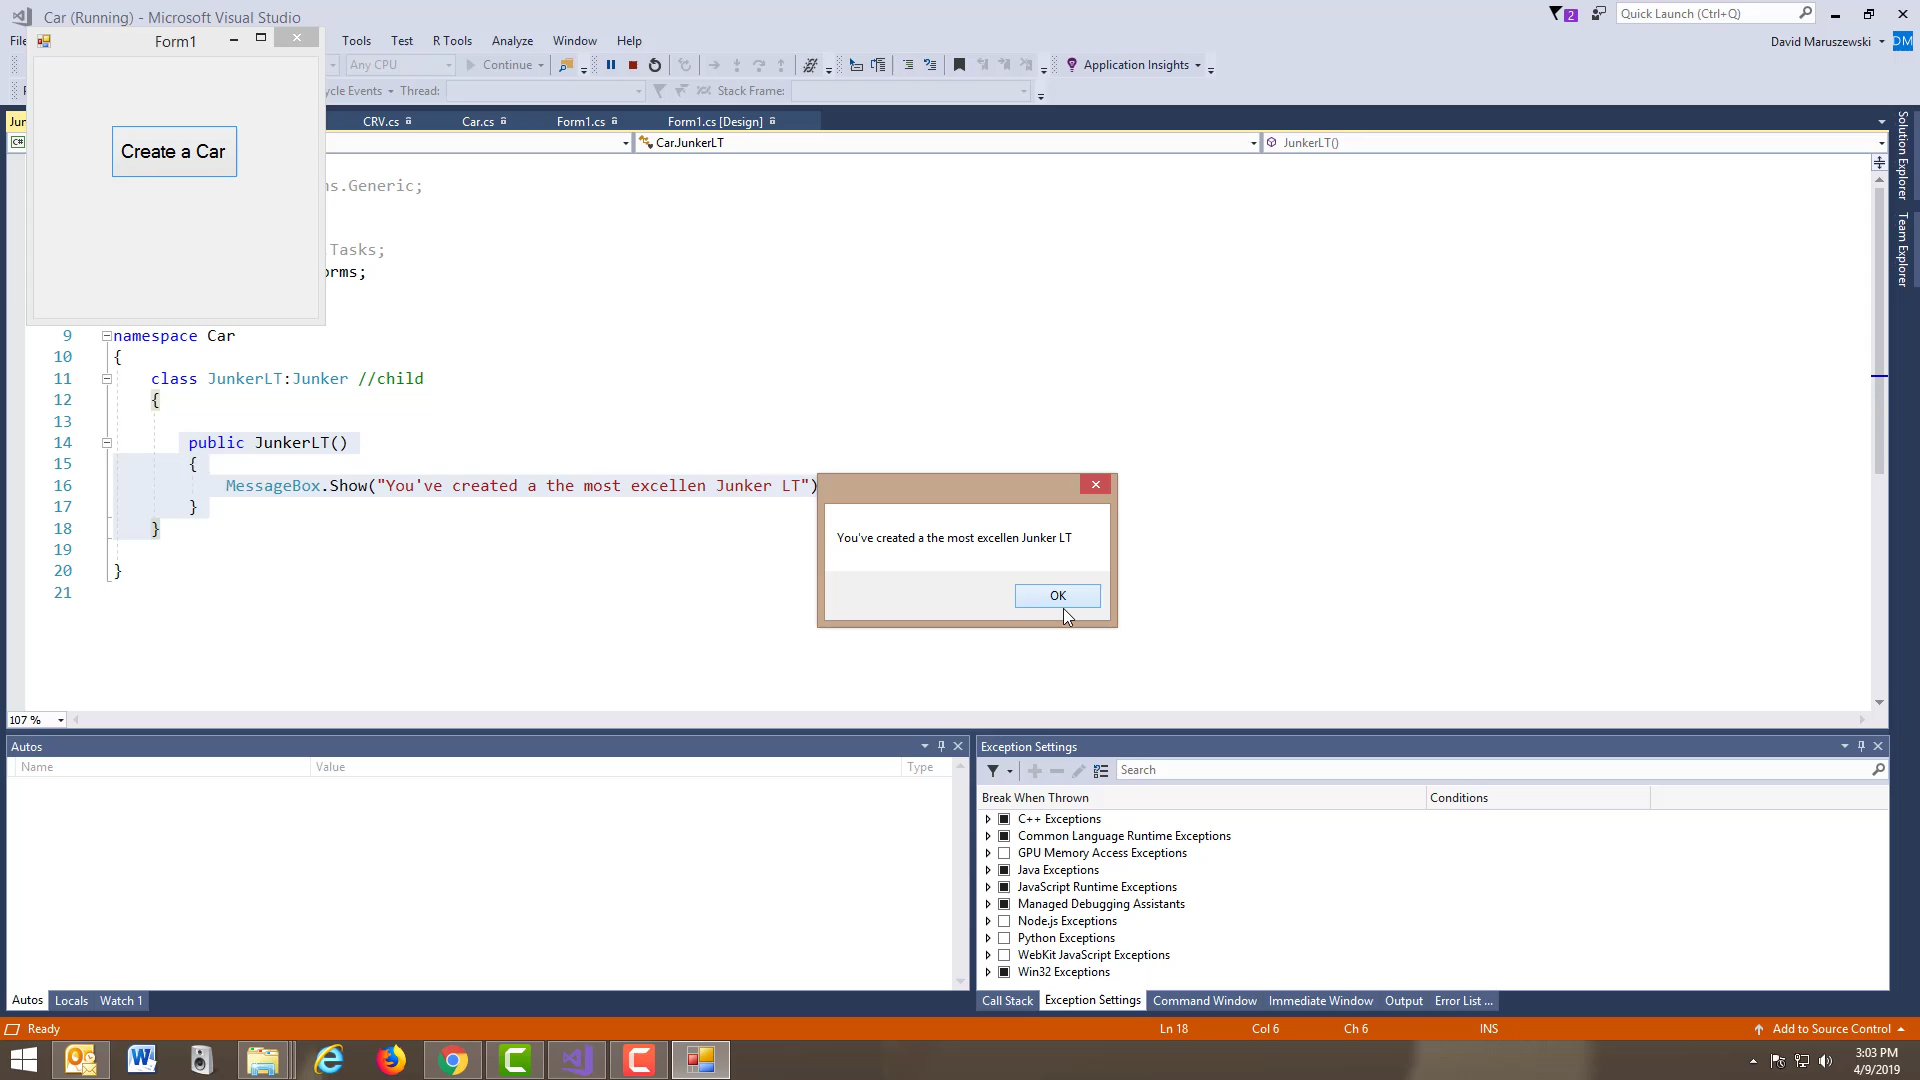 Car (Running) - Microsoft Visual Studio
2
Quick Launch (Ctrl+Q)
Form1
Tools Test R Tools Analyze Window Help
David Maruszewski DM
Any CPU Continue Application Insights
cle Events Thread: Stack Frame:
CRV.cs Car.cs Form1.cs Form1.cs [Design]
C# Car.JunkerLT JunkerLT()
Create a Car
ns.Generic;
Tasks;
orms;
9 namespace Car
10 {
11 class JunkerLT:Junker //child
12 {
13
14 public JunkerLT()
15 {
16 MessageBox.Show("You've created a the most excellen Junker LT")
17 }
18 }
19
20 }
21
You've created a the most excellen Junker LT
OK
Solution Explorer
Team Explorer
107 %
Autos
Name Value Type
Autos Locals Watch 1
Exception Settings
Search
Break When Thrown Conditions
C++ Exceptions
Common Language Runtime Exceptions
GPU Memory Access Exceptions
Java Exceptions
JavaScript Runtime Exceptions
Managed Debugging Assistants
Node.js Exceptions
Python Exceptions
WebKit JavaScript Exceptions
Win32 Exceptions
Call Stack Exception Settings Command Window Immediate Window Output Error List ...
Ready Ln 18 Col 6 Ch 6 INS Add to Source Control
3:03 PM
4/9/2019